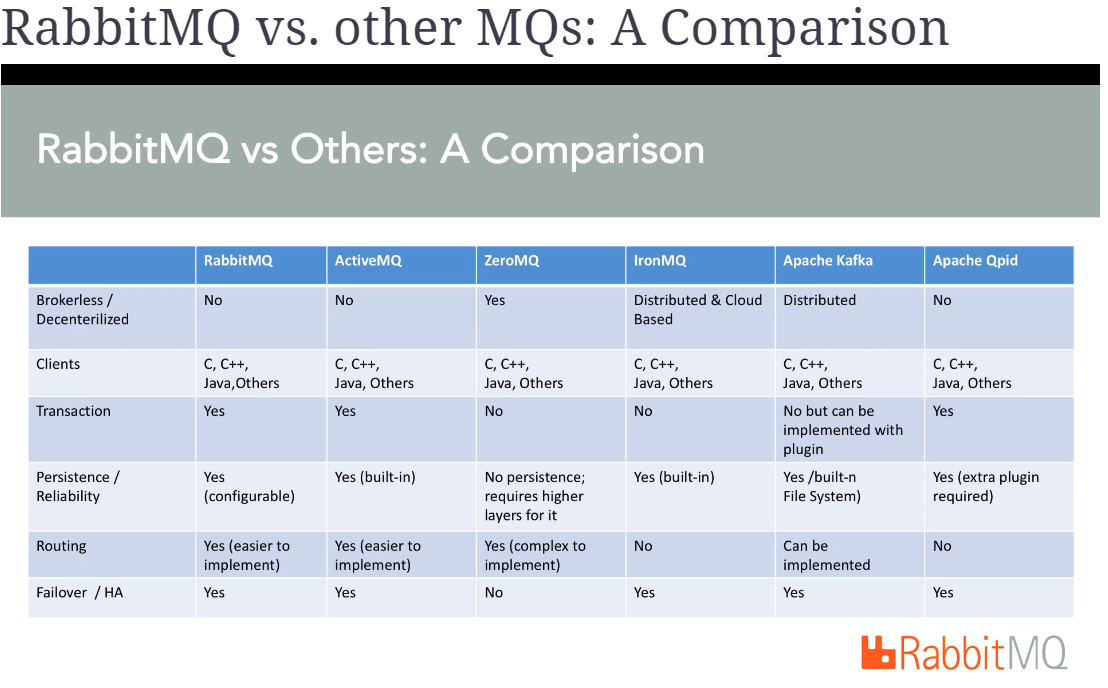 RabbitMQ vs. other MQs: A Comparison
RabbitMQ vs Others: A Comparison
RabbitMQ ActiveMQ ZeroMQ IronMQ Apache Kafka Apache Qpid
Brokerless / No No Yes Distributed & Cloud Distributed No
Decenterilized Based
Clients C, C++, C, C++, C, C++, C, C++, C, C++, C, C++,
Java,Others Java, Others Java, Others Java, Others Java, Others Java, Others
Transaction Yes Yes No No No but can be Yes
implemented with
plugin
Persistence / Yes Yes (built-in) No persistence; Yes (built-in) Yes /built-n Yes (extra plugin
Reliability (configurable) requires higher File System) required)
layers for it
Routing Yes (easier to Yes (easier to Yes (complex to No Can be No
implement) implement) implement) implemented
Failover / HA Yes Yes No Yes Yes Yes
RabbitMQ